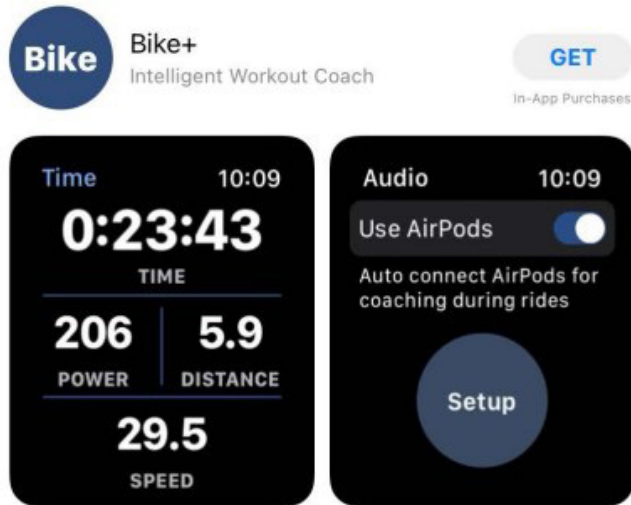 Bike
Bike+
Intelligent Workout Coach
GET
In-App Purchases
Time 10:09
0:23:43
TIME
206 5.9
POWER DISTANCE
29.5
SPEED
Audio 10:09
Use AirPods
Auto connect AirPods for
coaching during rides
Setup